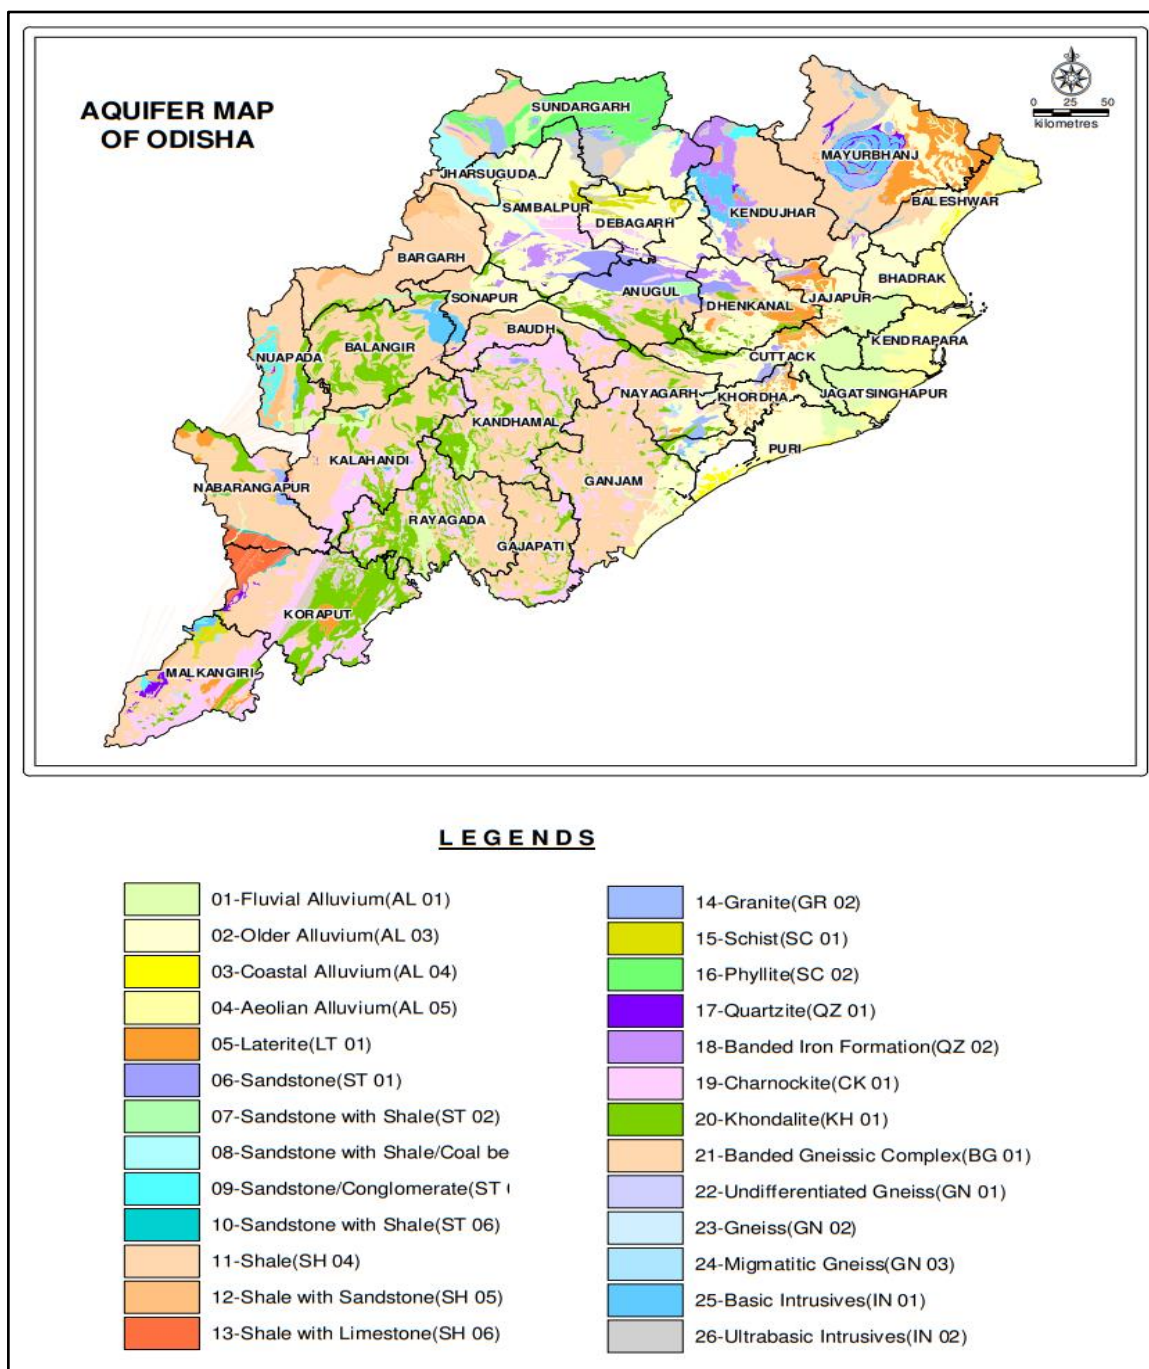 AQUIFER MAP
OF ODISHA
0 25 50
kilometres
SUNDARGARH
MAYURBHANJ
JHARSUGUDA
SAMBALPUR
DEBAGARH
KENDUJHAR
BALESHWAR
BARGARH
BHADRAK
SONAPUR
ANUGUL
DHENKANAL
JAJAPUR
BAUDH
KENDRAPARA
NUAPADA
BALANGIR
CUTTACK
NAYAGARH
KHORDHA
JAGATSINGHAPUR
KANDHAMAL
PURI
KALAHANDI
NABARANGAPUR
GANJAM
RAYAGADA
GAJAPATI
KORAPUT
MALKANGIRI
LEGENDS
01-Fluvial Alluvium(AL 01)
02-Older Alluvium(AL 03)
03-Coastal Alluvium(AL 04)
04-Aeolian Alluvium(AL 05)
05-Laterite(LT 01)
06-Sandstone(ST 01)
07-Sandstone with Shale(ST 02)
08-Sandstone with Shale/Coal be
09-Sandstone/Conglomerate(ST
10-Sandstone with Shale(ST 06)
11-Shale(SH 04)
12-Shale with Sandstone(SH 05)
13-Shale with Limestone(SH 06)
14-Granite(GR 02)
15-Schist(SC 01)
16-Phyllite(SC 02)
17-Quartzite(QZ 01)
18-Banded Iron Formation(QZ 02)
19-Charnockite(CK 01)
20-Khondalite(KH 01)
21-Banded Gneissic Complex(BG 01)
22-Undifferentiated Gneiss(GN 01)
23-Gneiss(GN 02)
24-Migmatitic Gneiss(GN 03)
25-Basic Intrusives(IN 01)
26-Ultrabasic Intrusives(IN 02)